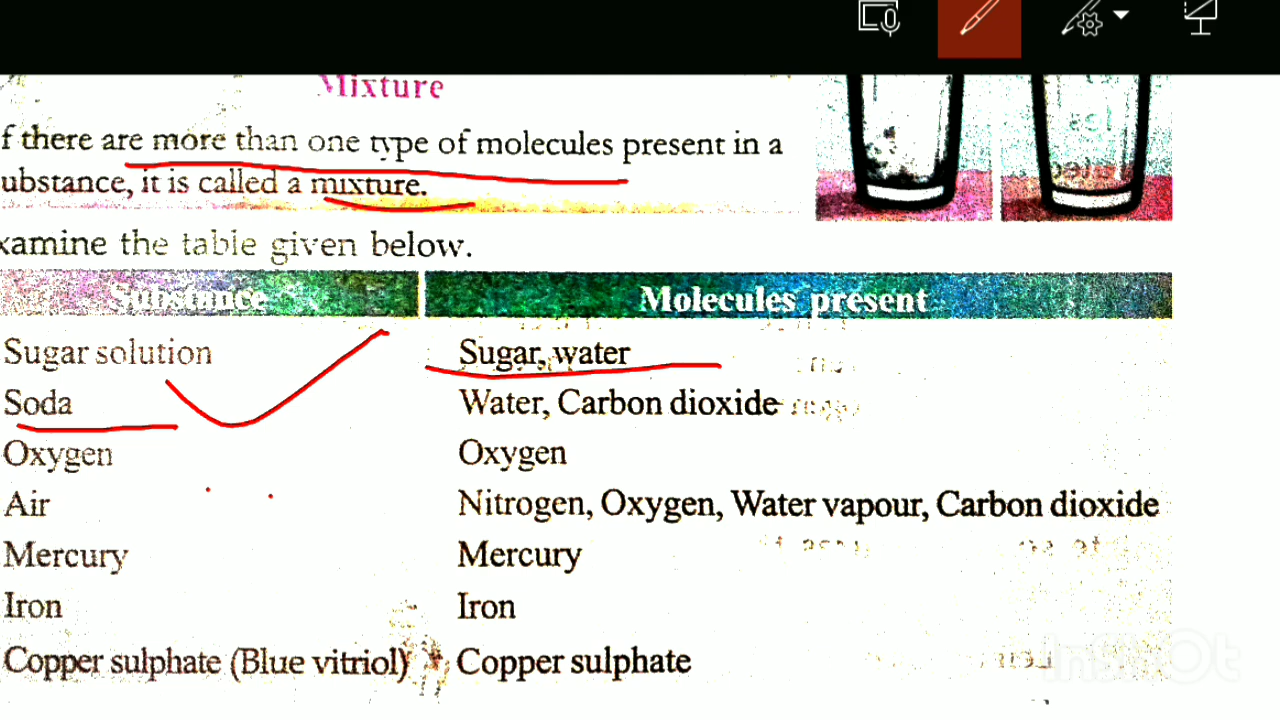 Mixture
f there are more than one type of molecules present in a
ubstance, it is called a mixture.
xamine the table given below.
Substance Molecules present
Sugar solution Sugar, water
Soda Water, Carbon dioxide
Oxygen Oxygen
Air Nitrogen, Oxygen, Water vapour, Carbon dioxide
Mercury Mercury
Iron Iron
Copper sulphate (Blue vitriol) Copper sulphate